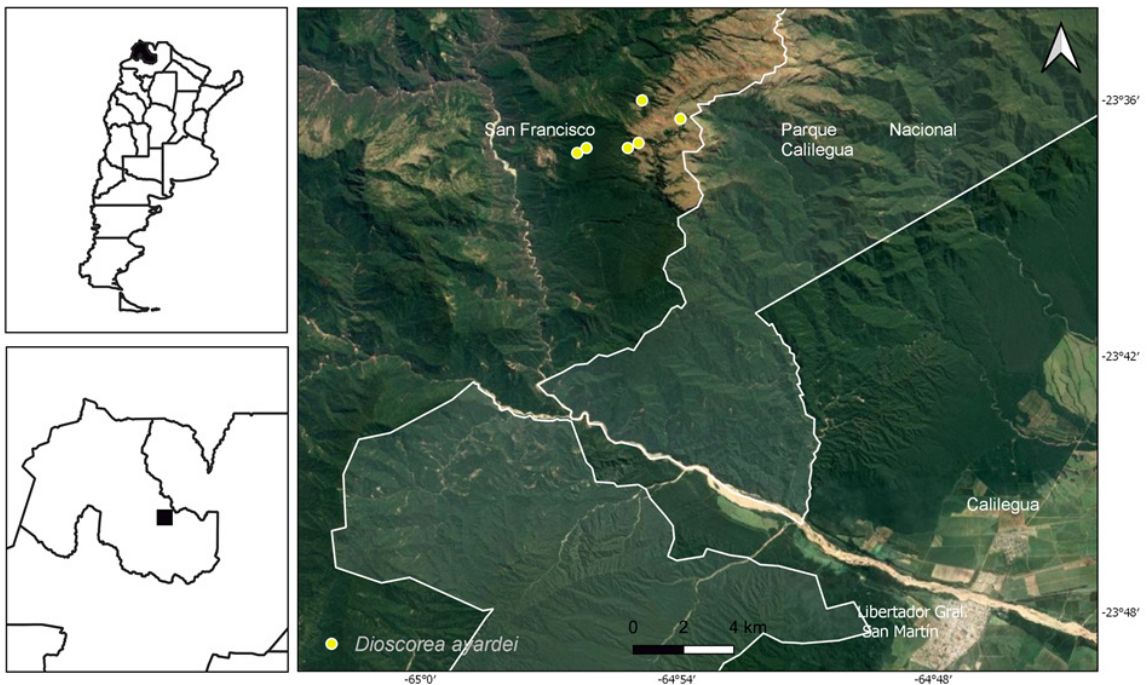 San Francisco
Parque Nacional
Calilegua
Calilegua
Libertador Gral.
San Martín
Dioscorea avardei
0 2 4 km
-23°36'
-23°42'
-23°48'
-65°0'
-64°54'
-64°48'